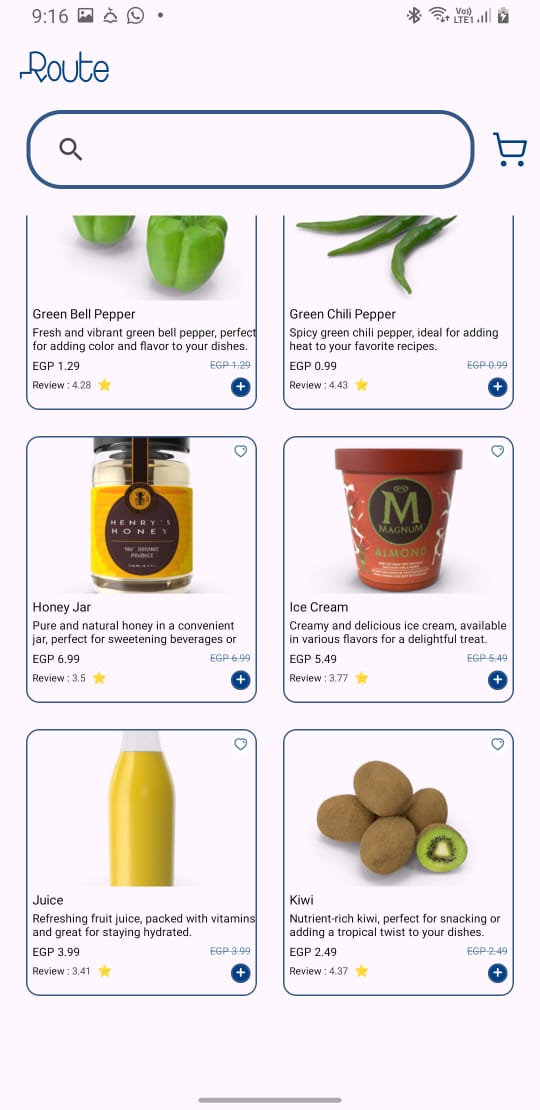 9:16
Vo))
LTE1
Route
Green Bell Pepper
Fresh and vibrant green bell pepper, perfect
for adding color and flavor to your dishes.
EGP 1.29
EGP 1.29
Review : 4.28
Green Chili Pepper
Spicy green chili pepper, ideal for adding
heat to your favorite recipes.
EGP 0.99
EGP 0.99
Review : 4.43
HENRY'S
HONEY
100% ORGANIC
PRODUCE
Honey Jar
Pure and natural honey in a convenient
jar, perfect for sweetening beverages or
EGP 6.99
EGP 6.99
Review : 3.5
M
MAGNUM
ALMOND
Ice Cream
Creamy and delicious ice cream, available
in various flavors for a delightful treat.
EGP 5.49
EGP 5.49
Review : 3.77
Juice
Refreshing fruit juice, packed with vitamins
and great for staying hydrated.
EGP 3.99
EGP 3.99
Review : 3.41
Kiwi
Nutrient-rich kiwi, perfect for snacking or
adding a tropical twist to your dishes.
EGP 2.49
EGP 2.49
Review : 4.37